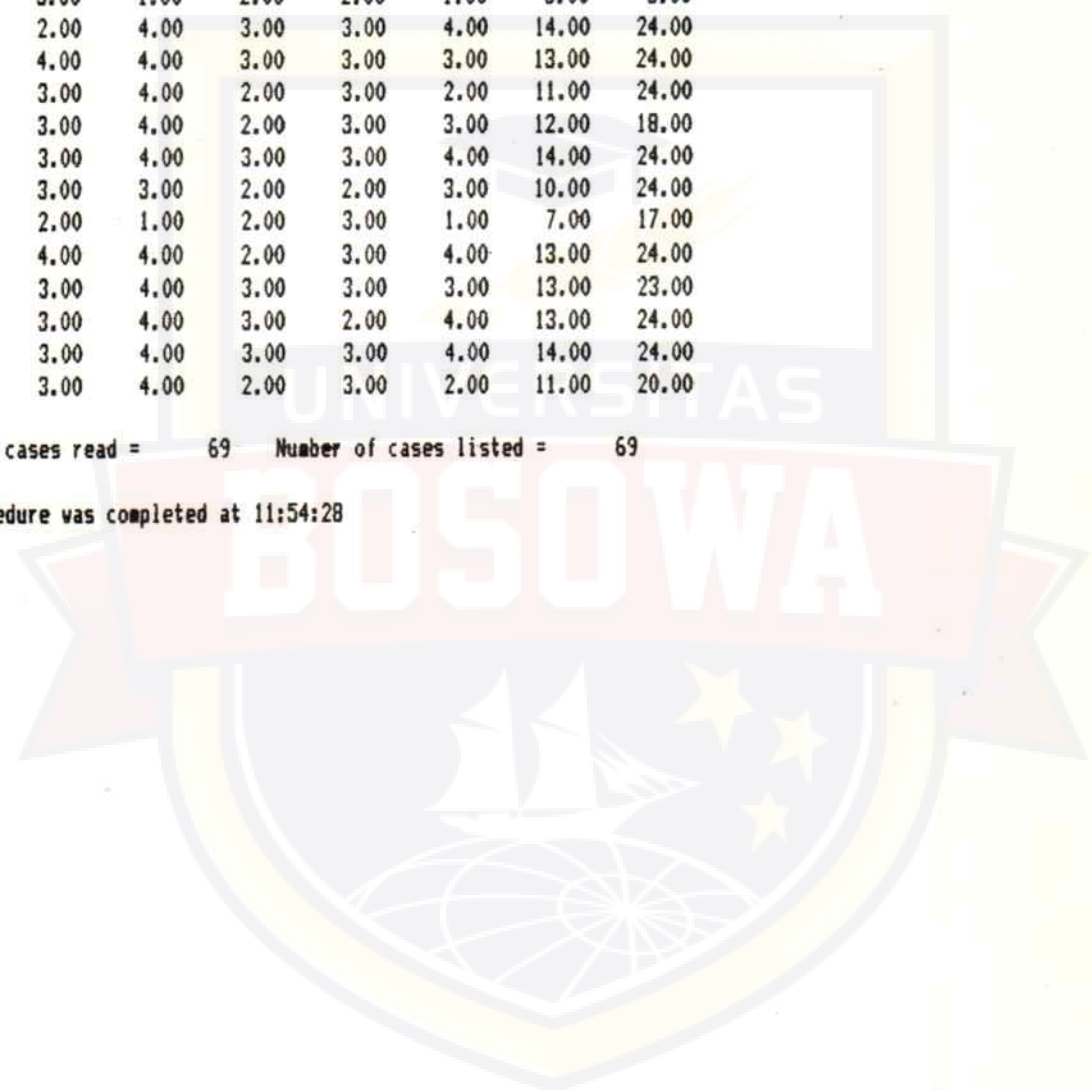 2.00 4.00 3.00 3.00 4.00 14.00 24.00
4.00 4.00 3.00 3.00 3.00 13.00 24.00
3.00 4.00 2.00 3.00 2.00 11.00 24.00
3.00 4.00 2.00 3.00 3.00 12.00 18.00
3.00 4.00 3.00 3.00 4.00 14.00 24.00
3.00 3.00 2.00 2.00 3.00 10.00 24.00
2.00 1.00 2.00 3.00 1.00 7.00 17.00
4.00 4.00 2.00 3.00 4.00 13.00 24.00
3.00 4.00 3.00 3.00 3.00 13.00 23.00
3.00 4.00 3.00 2.00 4.00 13.00 24.00
3.00 4.00 3.00 3.00 4.00 14.00 24.00
3.00 4.00 2.00 3.00 2.00 11.00 20.00
UNIVERSITAS
cases read = 69 Number of cases listed = 69
BOSOWA
edure was completed at 11:54:28